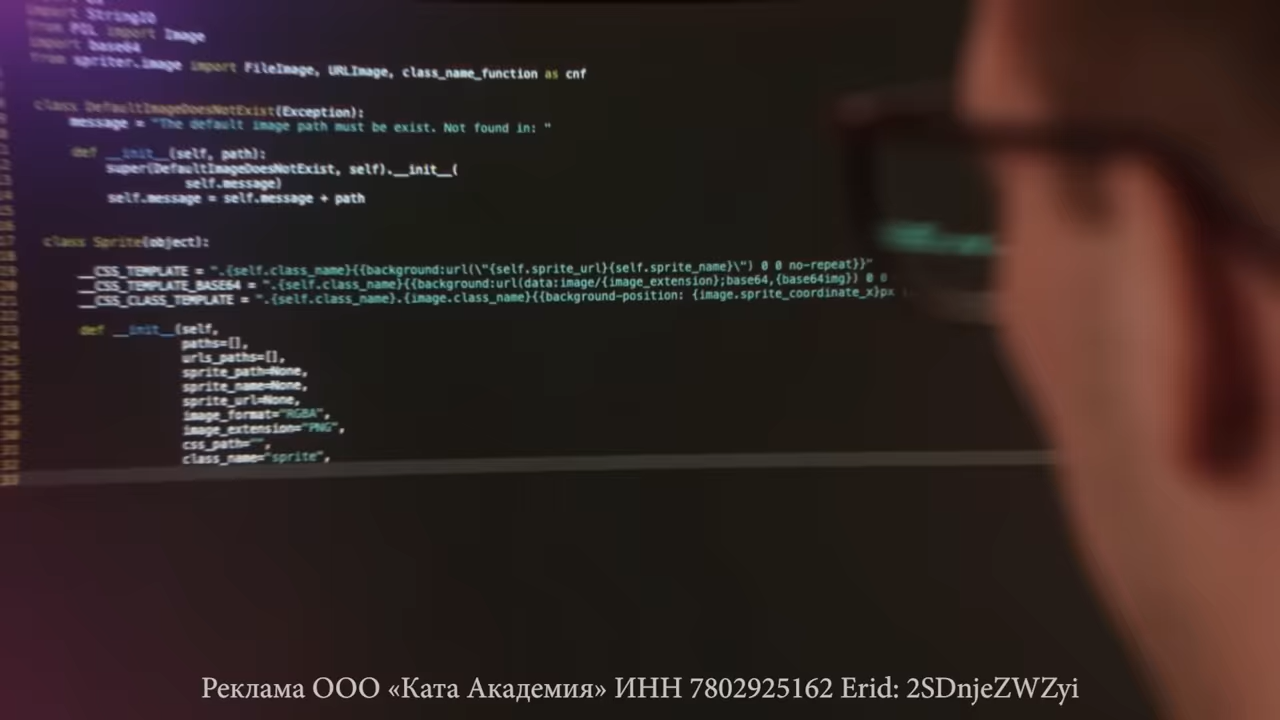 import StringIO
from PIL import Image
import base64
from spriter.image import FileImage, URLImage, class_name_function as cnf
class DefaultImageDoesNotExist(Exception):
message = "The default image path must be exist. Not found in: "
def __init__(self, path):
super(DefaultImageDoesNotExist, self).__init__(
self.message)
self.message = self.message + path
class Sprite(object):
__CSS_TEMPLATE = ".{self.class_name}{{background:url(\"{self.sprite_url}{self.sprite_name}\") 0 0 no-repeat}}"
__CSS_TEMPLATE_BASE64 = ".{self.class_name}{{background:url(data:image/{image_extension};base64,{base64img}) 0 0
__CSS_CLASS_TEMPLATE = ".{self.class_name}.{image.class_name}{{background-position: {image.sprite_coordinate_x}px
def __init__(self,
paths=[],
urls_paths=[],
sprite_path=None,
sprite_name=None,
sprite_url=None,
image_format="RGBA",
image_extension="PNG",
css_path="",
class_name="sprite",
Реклама ООО «Ката Академия» ИНН 7802925162 Erid: 2SDnjeZWZyi